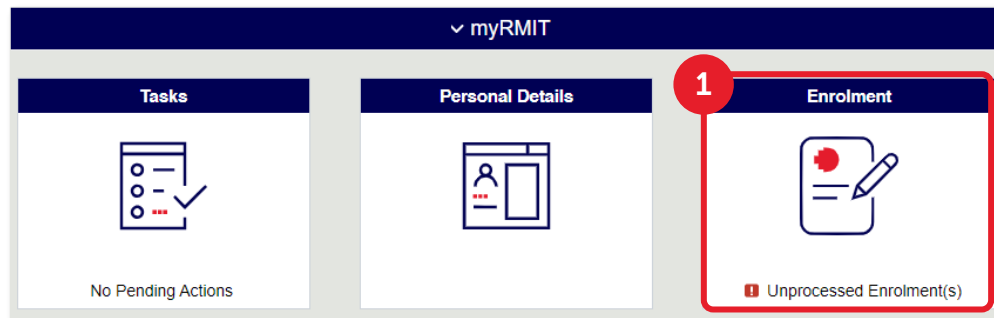 myRMIT
Tasks
Personal Details
1
Enrolment
No Pending Actions
! Unprocessed Enrolment(s)